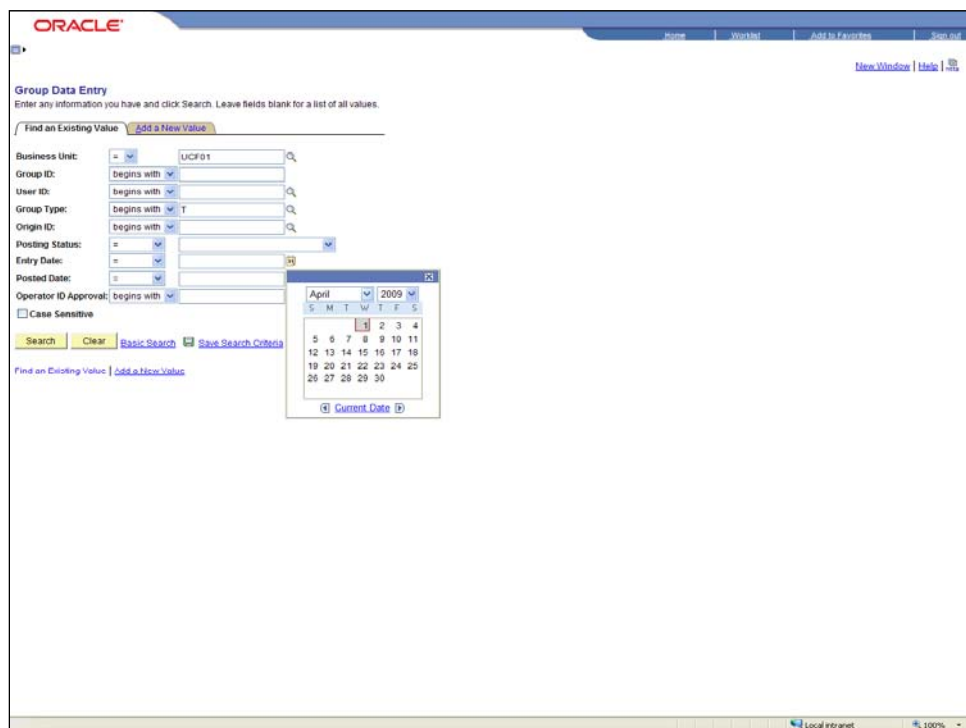 ORACLE
Home Worklist Add to Favorites Sign out
New Window | Help |
Group Data Entry
Enter any information you have and click Search. Leave fields blank for a list of all values.
Find an Existing Value Add a New Value
Business Unit: = UCF01
Group ID: begins with
User ID: begins with
Group Type: begins with T
Origin ID: begins with
Posting Status: =
Entry Date: = 31
Posted Date: =
Operator ID Approval: begins with
Case Sensitive
Search Clear Basic Search Save Search Criteria
Find an Existing Value | Add a New Value
April 2009
S M T W T F S
1 2 3 4
5 6 7 8 9 10 11
12 13 14 15 16 17 18
19 20 21 22 23 24 25
26 27 28 29 30
Current Date
Local intranet 100%